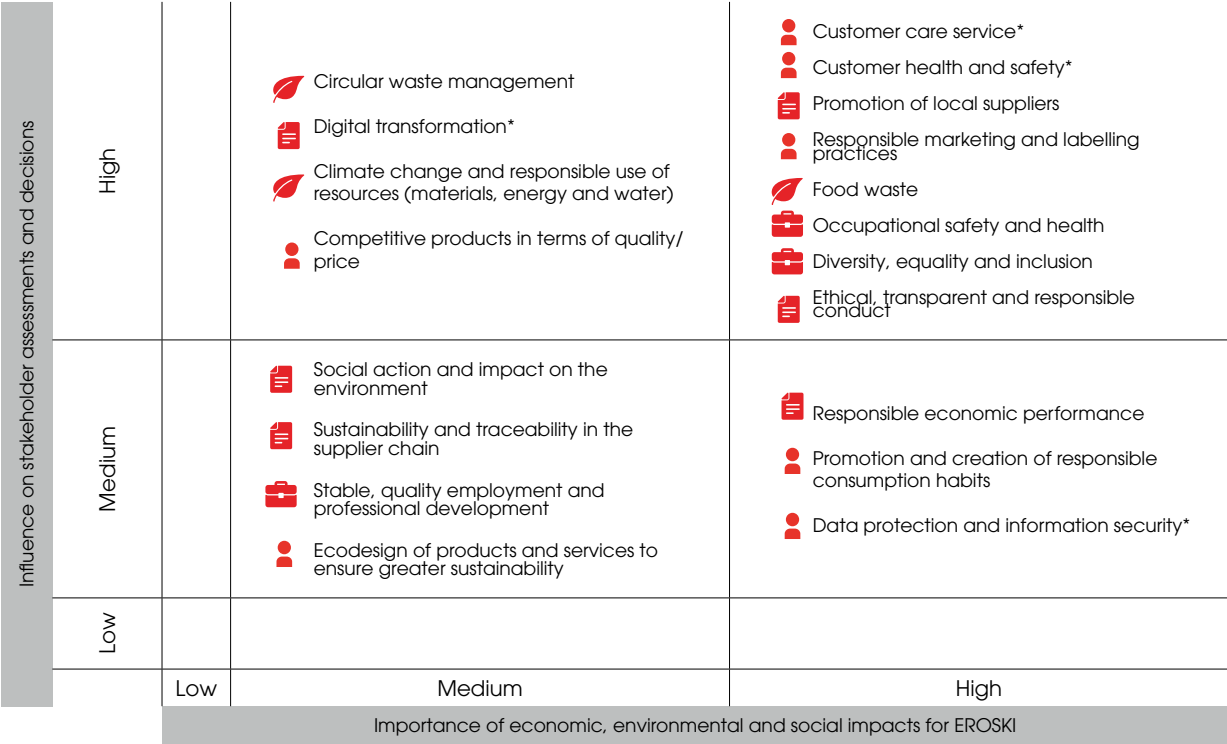 Influence on stakeholder assessments and decisions
High
Circular waste management
Digital transformation*
Climate change and responsible use of
resources (materials, energy and water)
Competitive products in terms of quality/
price
Customer care service*
Customer health and safety*
Promotion of local suppliers
Responsible marketing and labelling
practices
Food waste
Occupational safety and health
Diversity, equality and inclusion
Ethical, transparent and responsible
conduct
Medium
Social action and impact on the
environment
Sustainability and traceability in the
supplier chain
Stable, quality employment and
professional development
Ecodesign of products and services to
ensure greater sustainability
Responsible economic performance
Promotion and creation of responsible
consumption habits
Data protection and information security*
Low
Low
Medium
High
Importance of economic, environmental and social impacts for EROSKI